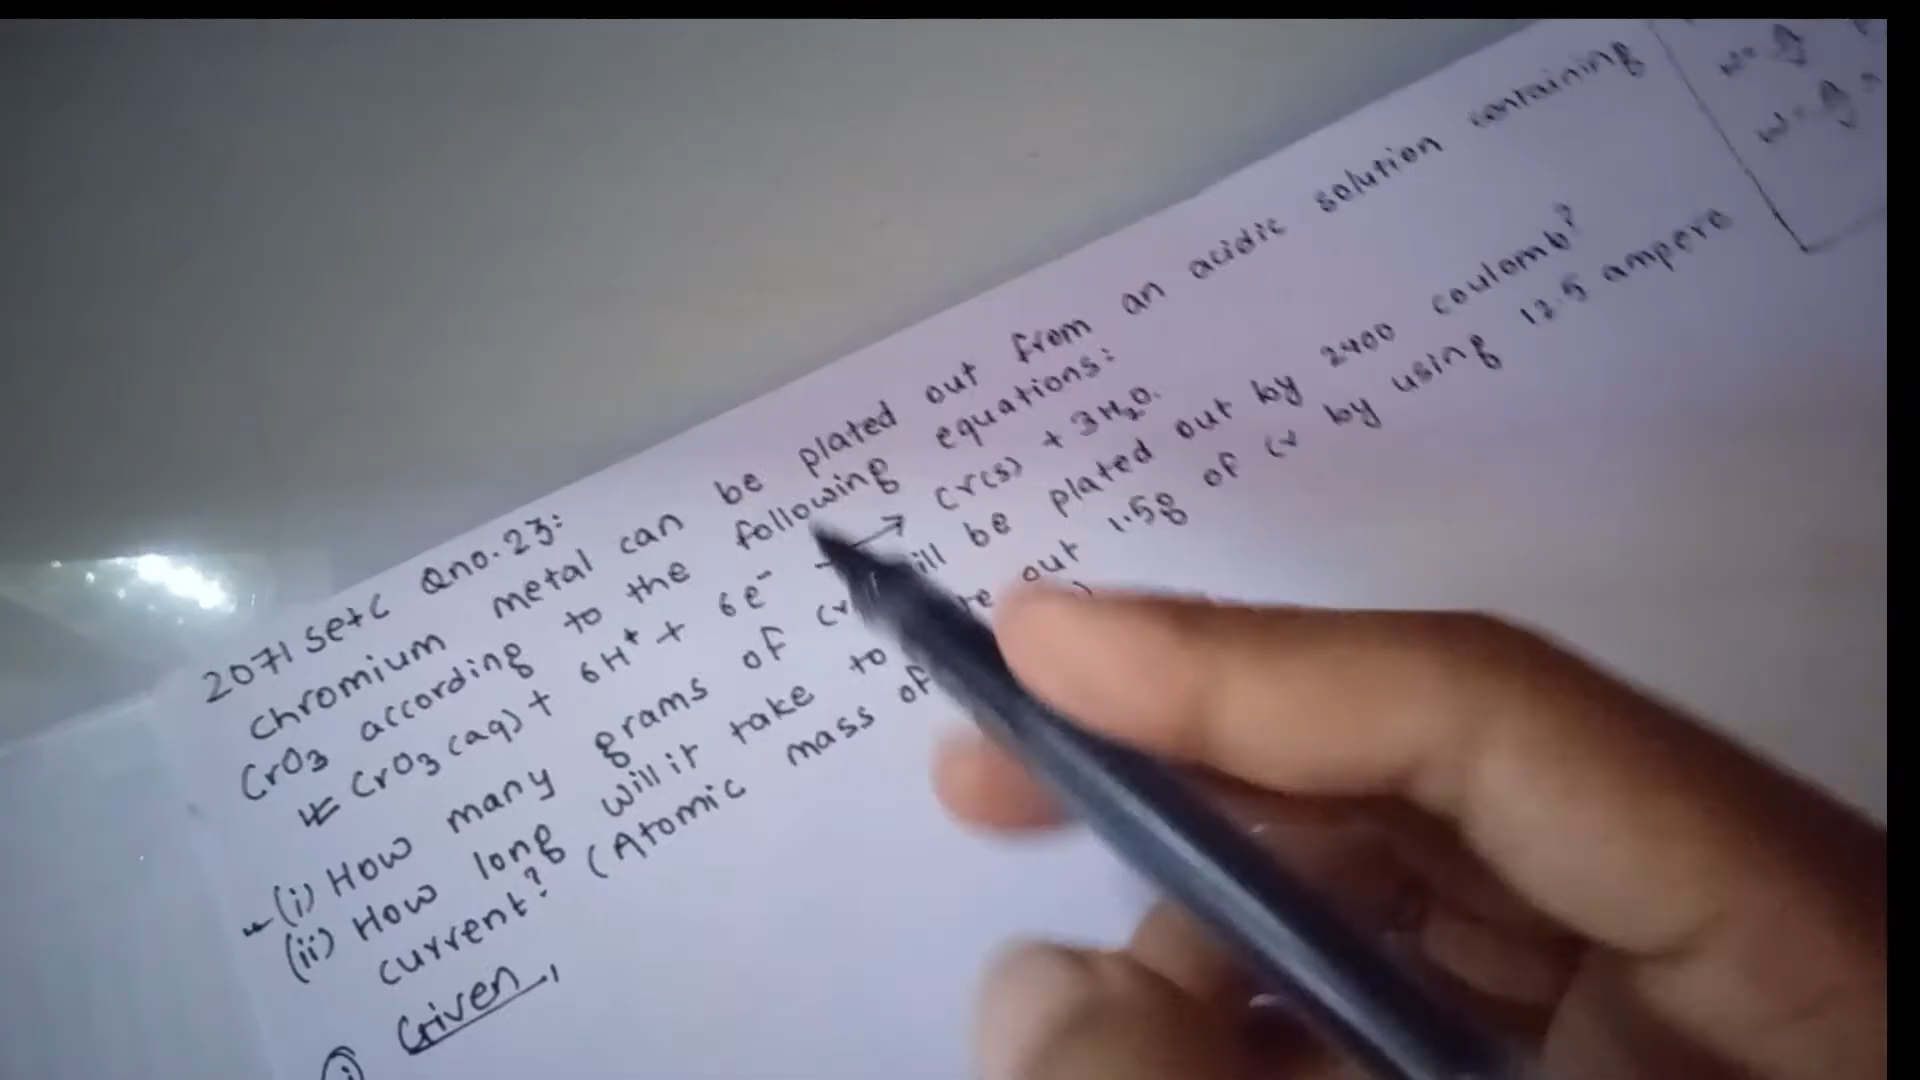 2071 Set C Qno.23:
Chromium metal can be plated out from an acidic solution containing
CrO3 according to the following equations:
CrO3 (aq) + 6H+ + 6e- → Cr(s) + 3H2O.
(i) How many grams of Cr will be plated out by 2400 coulomb?
(ii) How long will it take to out 1.5g of Cr by using 12.5 ampere
current? (Atomic mass of
Given,
w=
w=